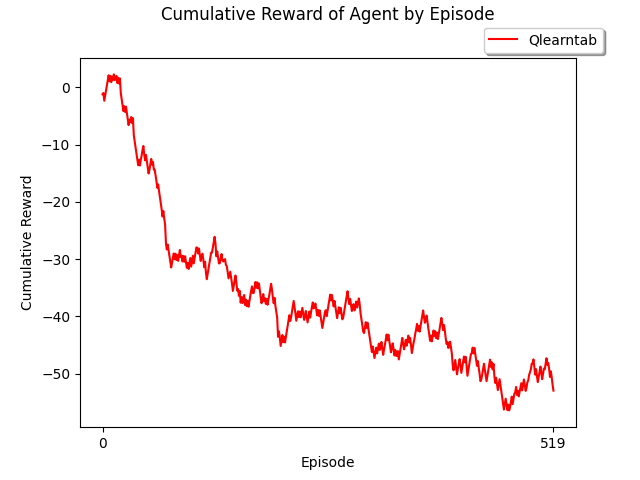 Cumulative Reward of Agent by Episode
Qlearntab
0
−10
−20
−30
−40
−50
Cumulative Reward
0
519
Episode